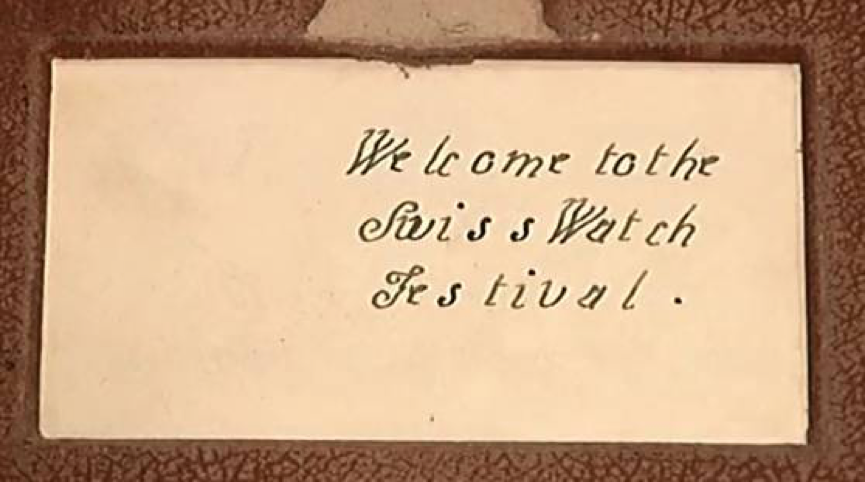 Welcome to the
Swiss Watch
Festival.